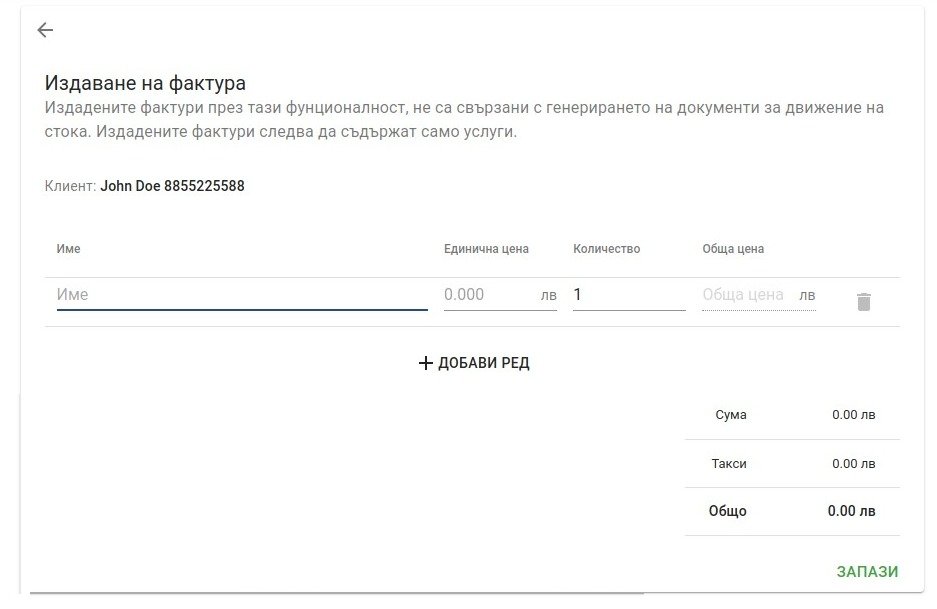 Издаване на фактура
Издадените фактури през тази фунционалност, не са свързани с генерирането на документи за движение на
стока. Издадените фактури следва да съдържат само услуги.
Клиент: John Doe 8855225588
Име Единична цена Количество Обща цена
Име 0.000 лв 1 Обща цена лв
ДОБАВИ РЕД
Сума 0.00 лв
Такси 0.00 лв
Общо 0.00 лв
ЗАПАЗИ